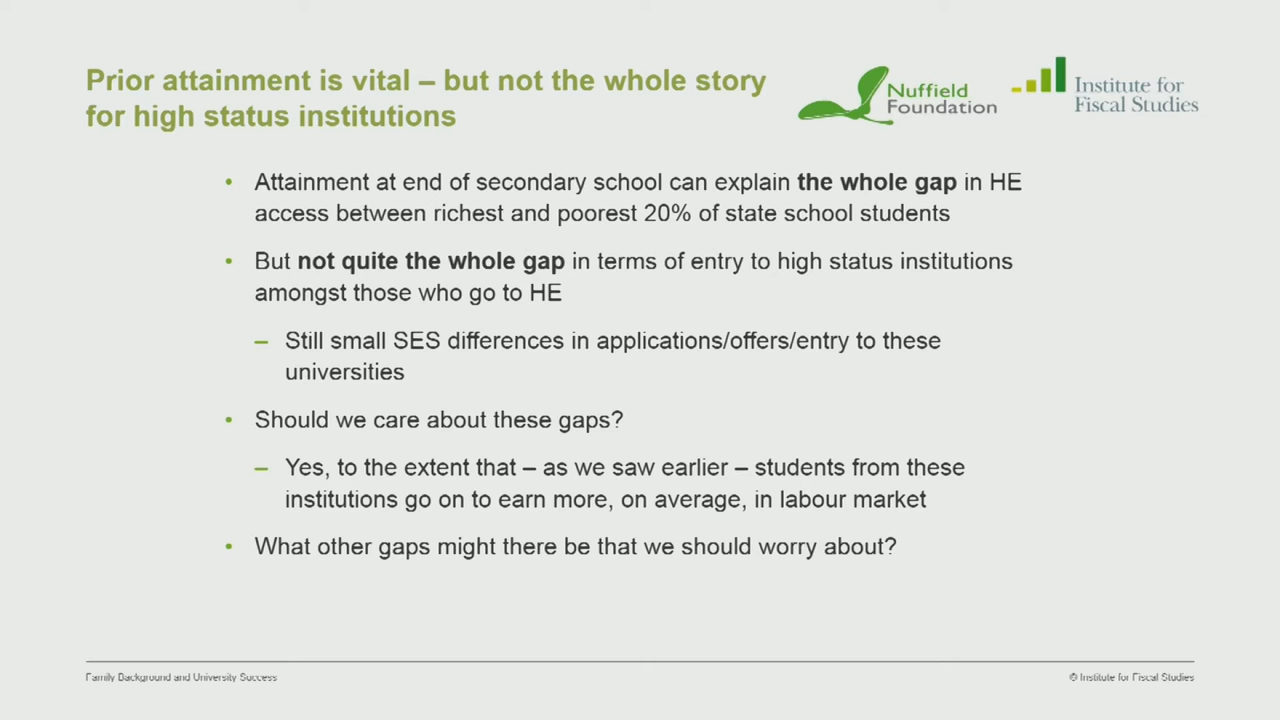 Prior attainment is vital – but not the whole story
for high status institutions
Nuffield
Foundation
Institute for
Fiscal Studies
• Attainment at end of secondary school can explain the whole gap in HE
access between richest and poorest 20% of state school students
• But not quite the whole gap in terms of entry to high status institutions
amongst those who go to HE
– Still small SES differences in applications/offers/entry to these
universities
• Should we care about these gaps?
– Yes, to the extent that – as we saw earlier – students from these
institutions go on to earn more, on average, in labour market
• What other gaps might there be that we should worry about?
Family Background and University Success
© Institute for Fiscal Studies